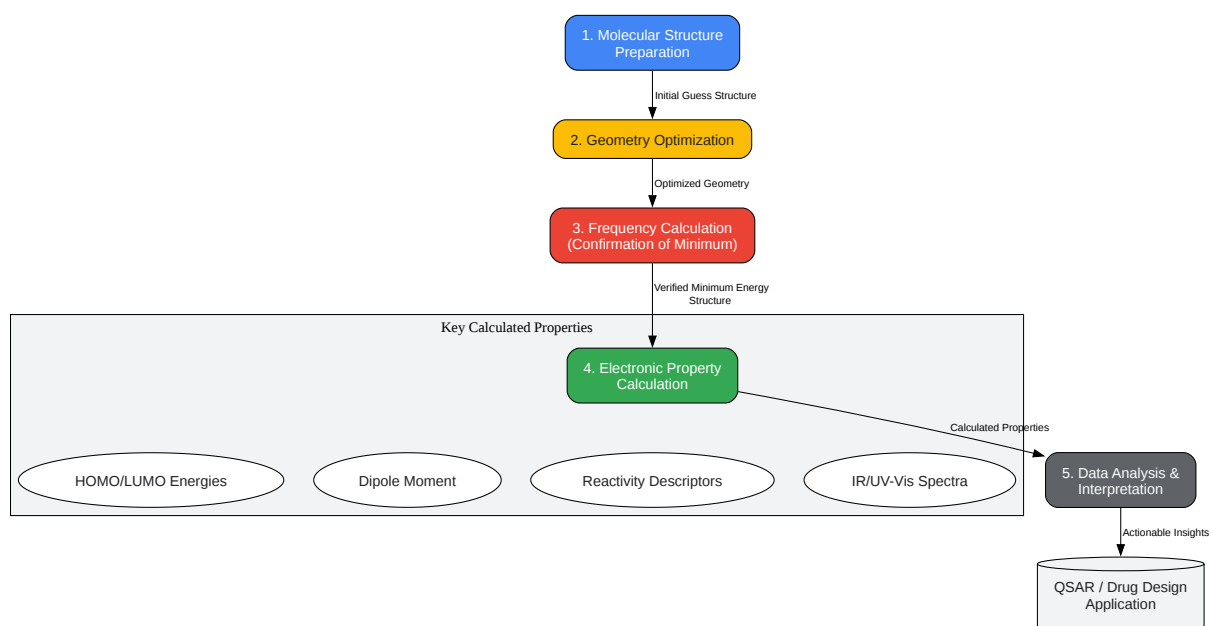 1. Molecular Structure
Preparation
Initial Guess Structure
2. Geometry Optimization
Optimized Geometry
3. Frequency Calculation
(Confirmation of Minimum)
Verified Minimum Energy
Structure
Key Calculated Properties
4. Electronic Property
Calculation
Calculated Properties
HOMO/LUMO Energies
Dipole Moment
Reactivity Descriptors
IR/UV-Vis Spectra
5. Data Analysis &
Interpretation
Actionable Insights
QSAR / Drug Design
Application